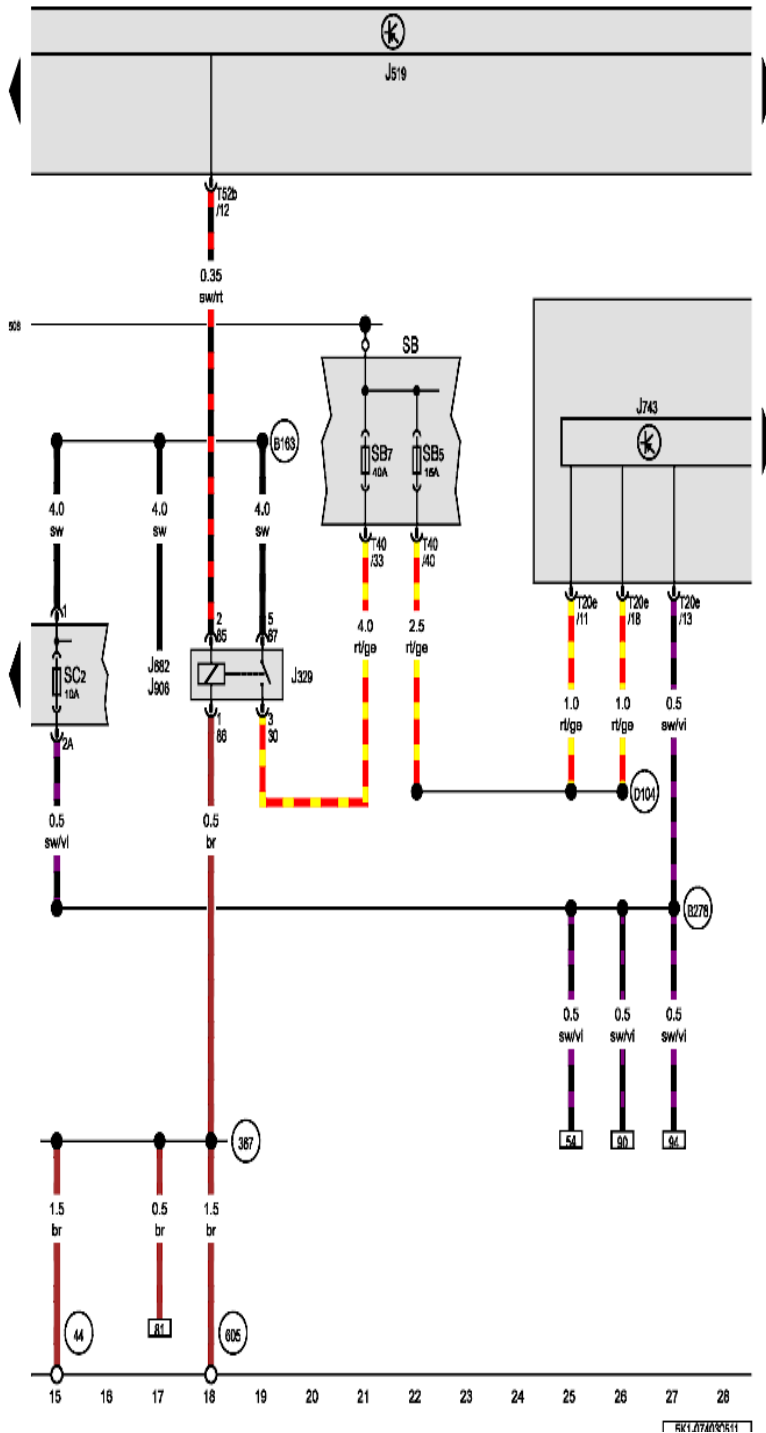 J519
T52b
/12
0.35
sw/rt
508
SB
J743
B163
SB7
40A
SB5
15A
4.0
sw
4.0
sw
4.0
sw
T40
/33
T40
/40
1
2
85
5
87
4.0
rt/ge
2.5
rt/ge
T20e
/11
T20e
/18
T20e
/13
SC2
10A
J682
J906
J329
1
86
3
30
1.0
rt/ge
1.0
rt/ge
0.5
sw/vi
2A
D104
0.5
sw/vi
0.5
br
B278
0.5
sw/vi
0.5
sw/vi
0.5
sw/vi
54
90
94
387
1.5
br
0.5
br
1.5
br
44
81
605
15 16 17 18 19 20 21 22 23 24 25 26 27 28
5K1-074030511